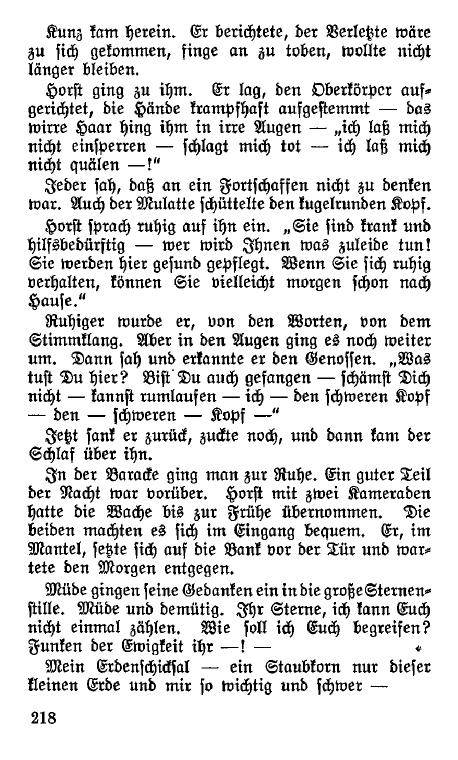 Kunz kam herein. Er berichtete, der Verletzte wäre
zu sich gekommen, finge an zu toben, wollte nicht
länger bleiben.
Horst ging zu ihm. Er lag, den Oberkörper auf=
gerichtet, die Hände krampfhaft aufgestemmt — das
wirre Haar hing ihm in irre Augen — „ich laß mich
nicht einsperren — schlagt mich tot — ich laß mich
nicht quälen —!“
Jeder sah, daß an ein Fortschaffen nicht zu denken
war. Auch der Mulatte schüttelte den kugelrunden Kopf.
Horst sprach ruhig auf ihn ein. „Sie sind krank und
hilfsbedürftig — wer wird Ihnen was zuleide tun!
Sie werden hier gesund gepflegt. Wenn Sie sich ruhig
verhalten, können Sie vielleicht morgen schon nach
Hause.“
Ruhiger wurde er, von den Worten, von dem
Stimmklang. Aber in den Augen ging es noch weiter
um. Dann sah und erkannte er den Genossen. „Was
tust Du hier? Bist Du auch gefangen — schämst Dich
nicht — kannst rumlaufen — ich — den schweren Kopf
— den — schweren — Kopf —“
Jetzt sank er zurück, zuckte noch, und dann kam der
Schlaf über ihn.
In der Baracke ging man zur Ruhe. Ein guter Teil
der Nacht war vorüber. Horst mit zwei Kameraden
hatte die Wache bis zur Frühe übernommen. Die
beiden machten es sich im Eingang bequem. Er, im
Mantel, setzte sich auf die Bank vor der Tür und war=
tete den Morgen entgegen.
Müde gingen seine Gedanken ein in die große Sternen=
stille. Müde und demütig. Ihr Sterne, ich kann Euch
nicht einmal zählen. Wie soll ich Euch begreifen?
Funken der Ewigkeit ihr —! —
Mein Erdenschicksal — ein Staubkorn nur dieser
kleinen Erde und mir so wichtig und schwer —
218